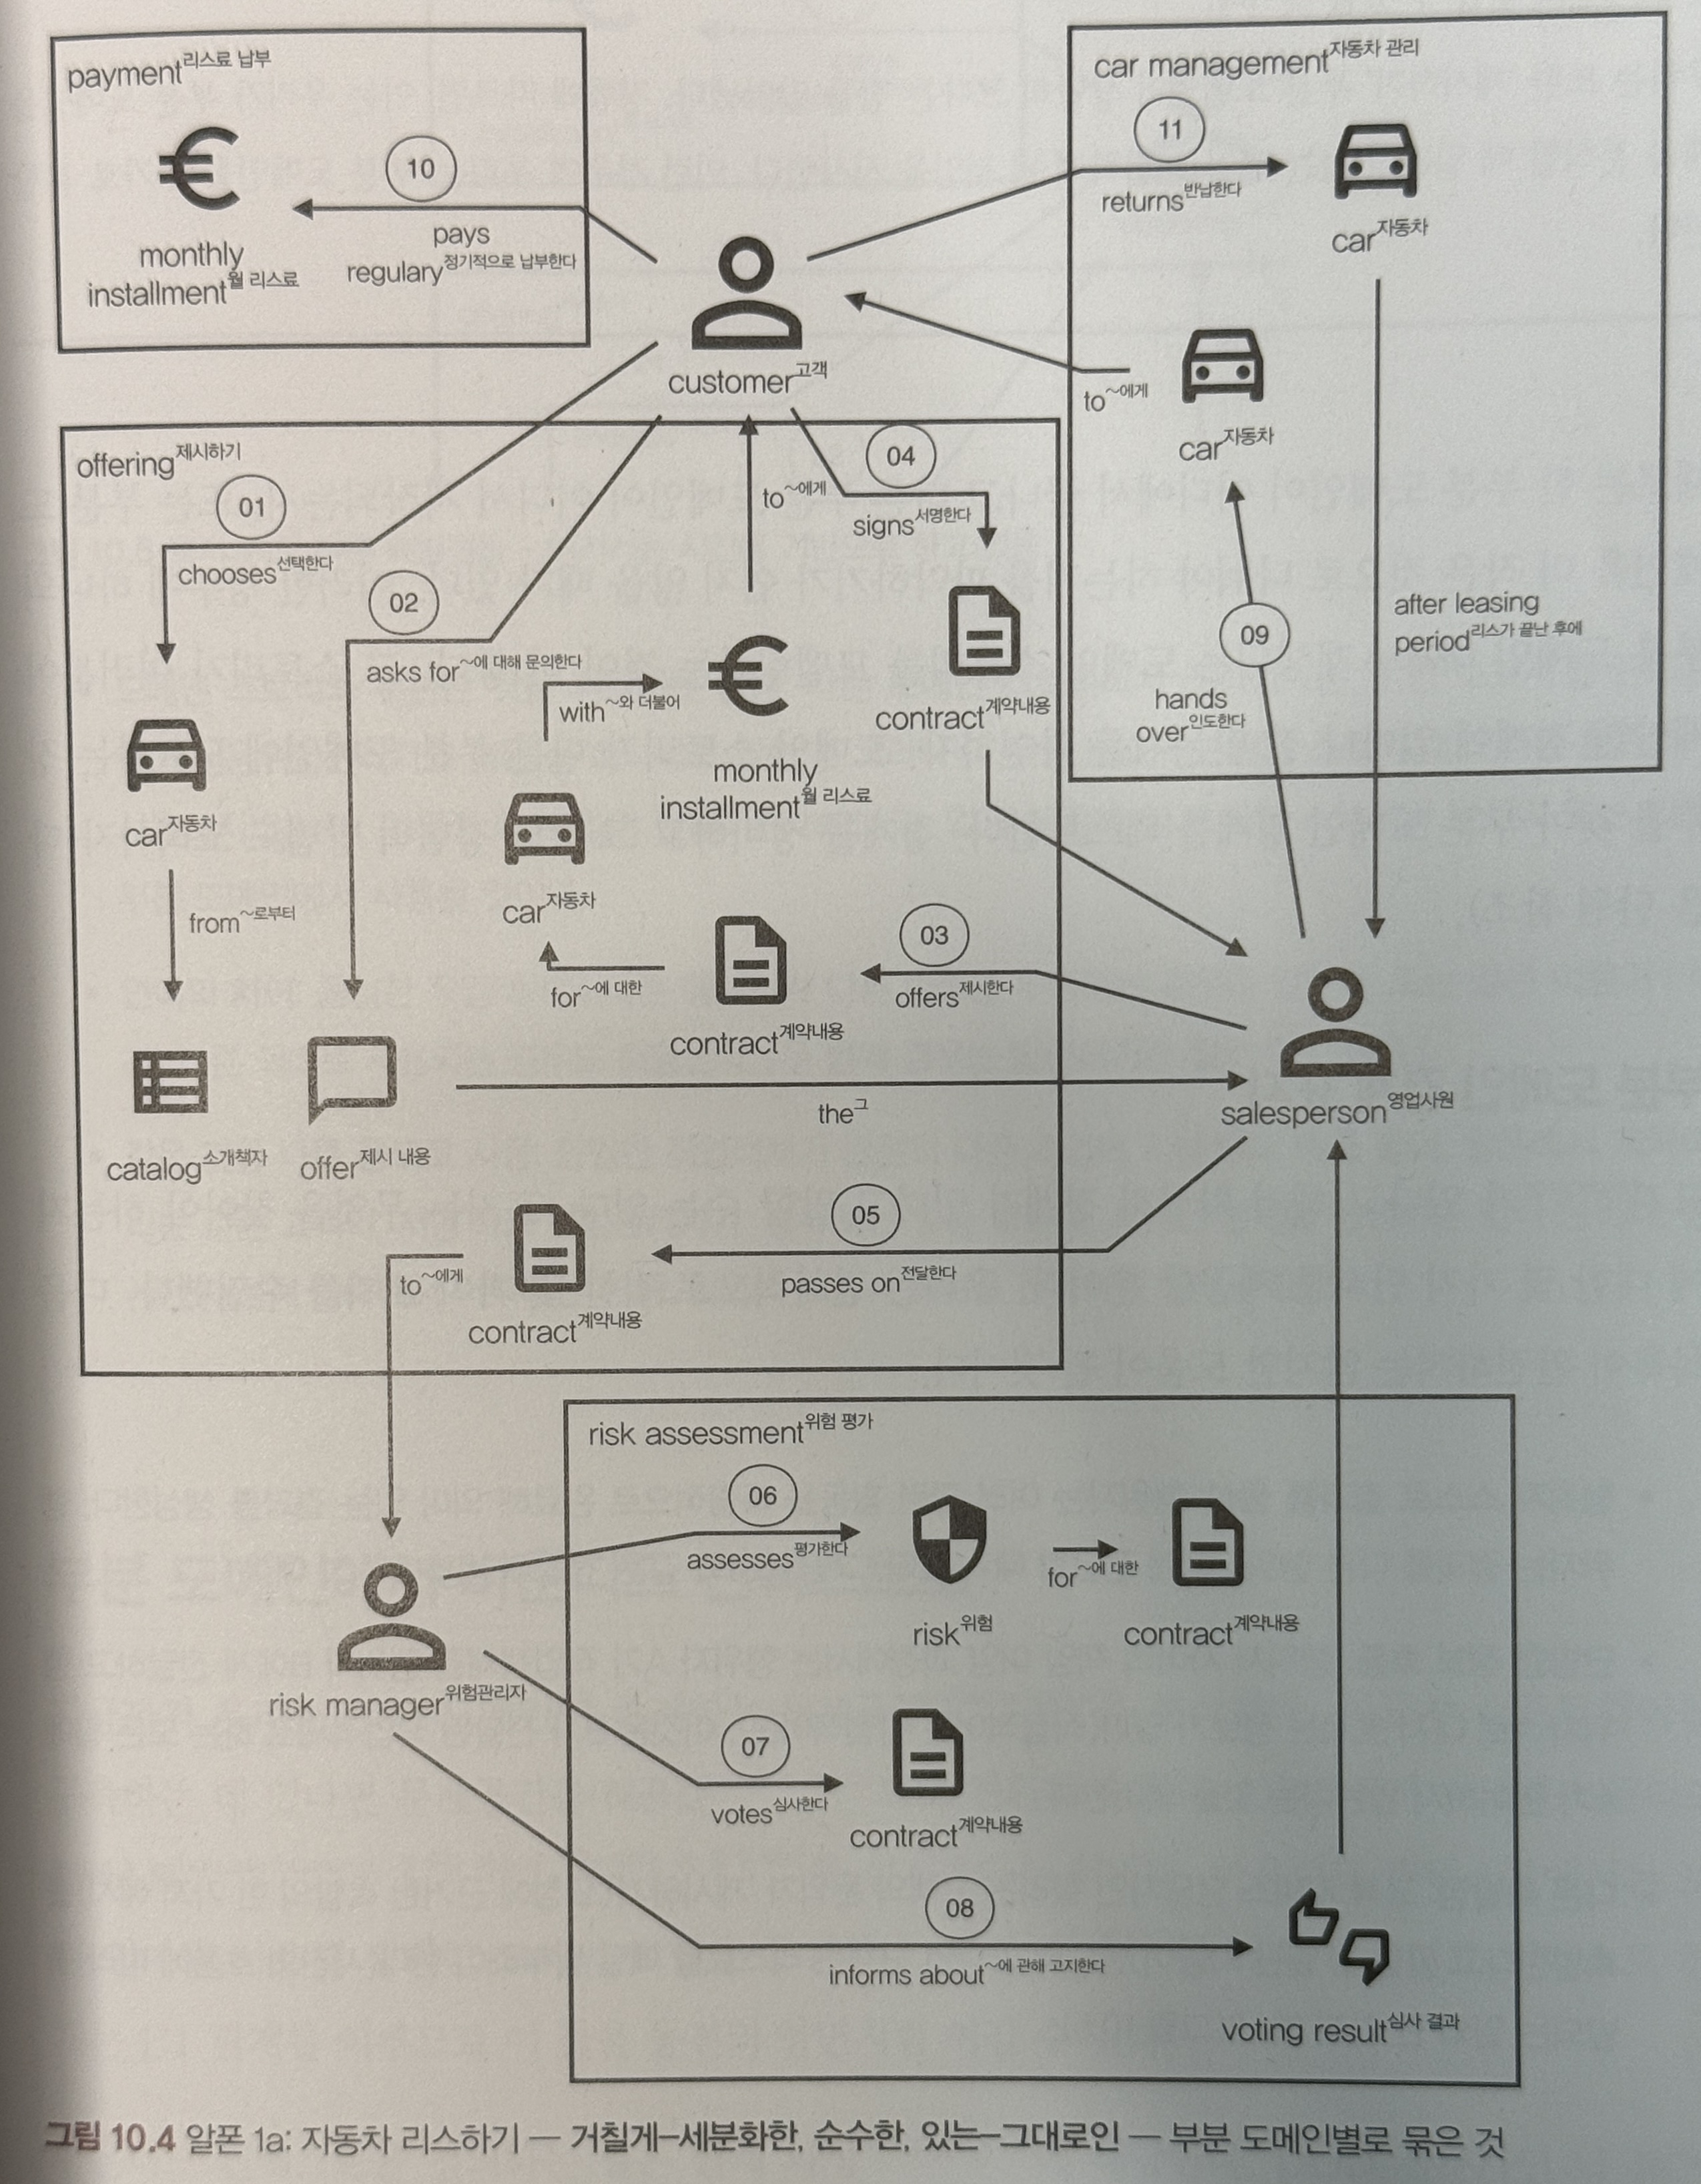 payment리스료 납부
10
pays
regulary정기적으로 납부한다
monthly
installment월 리스료
car management자동차 관리
11
returns반납한다
car자동차
customer고객
to~에게
car자동차
09
hands
over인도한다
after leasing
period리스가 끝난 후에
offering제시하기
01
chooses선택한다
02
asks for~에 대해 문의한다
to~에게
04
signs서명한다
with~와 더불어
monthly
installment월 리스료
contract계약내용
car자동차
from~로부터
car자동차
for~에 대한
contract계약내용
03
offers제시한다
catalog소개책자
offer제시 내용
the그
salesperson영업사원
05
passes on전달한다
to~에게
contract계약내용
risk assessment위험 평가
06
assesses평가한다
risk위험
for~에 대한
contract계약내용
risk manager위험관리자
07
votes심사한다
contract계약내용
08
informs about~에 관해 고지한다
voting result심사 결과
그림 10.4 알폰 1a: 자동차 리스하기 — 거칠게–세분화한, 순수한, 있는–그대로인 — 부분 도메인별로 묶은 것